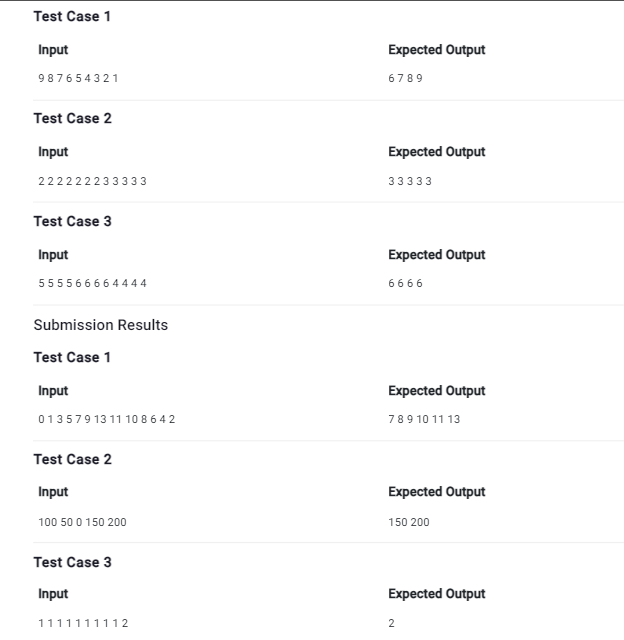 Test Case 1
Input Expected Output
9 8 7 6 5 4 3 2 1 6 7 8 9
Test Case 2
Input Expected Output
2 2 2 2 2 2 2 3 3 3 3 3 3 3 3 3 3
Test Case 3
Input Expected Output
5 5 5 5 6 6 6 6 4 4 4 4 6 6 6 6
Submission Results
Test Case 1
Input Expected Output
0 1 3 5 7 9 13 11 10 8 6 4 2 7 8 9 10 11 13
Test Case 2
Input Expected Output
100 50 0 150 200 150 200
Test Case 3
Input Expected Output
1 1 1 1 1 1 1 1 1 2 2